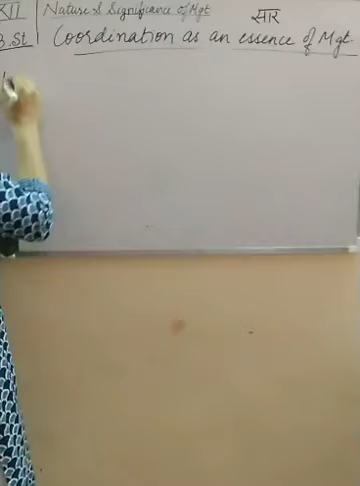 XII Nature & Significance of Mgt सार
B.St Coordination as an essence of Mgt.